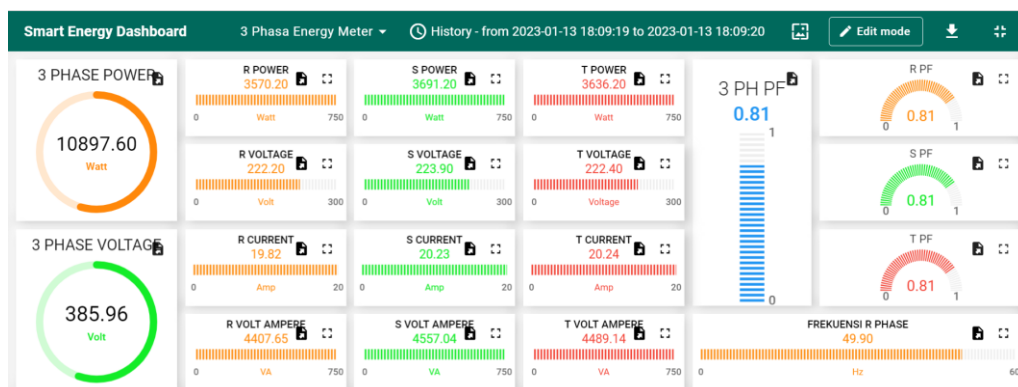 Smart Energy Dashboard
3 Phasa Energy Meter
History - from 2023-01-13 18:09:19 to 2023-01-13 18:09:20
Edit mode
3 PHASE POWER
10897.60
Watt
R POWER
3570.20
0 Watt 750
S POWER
3691.20
0 Watt 750
T POWER
3636.20
0 Watt 750
3 PH PF
0.81
1
0
R PF
0.81
0 1
R VOLTAGE
222.20
0 Volt 300
S VOLTAGE
223.90
0 Volt 300
T VOLTAGE
222.40
0 Voltage 300
S PF
0.81
0 1
3 PHASE VOLTAGE
385.96
Volt
R CURRENT
19.82
0 Amp 20
S CURRENT
20.23
0 Amp 20
T CURRENT
20.24
0 Amp 20
T PF
0.81
0 1
R VOLT AMPERE
4407.65
0 VA 750
S VOLT AMPERE
4557.04
0 VA 750
T VOLT AMPERE
4489.14
0 VA 750
FREKUENSI R PHASE
49.90
0 Hz 60